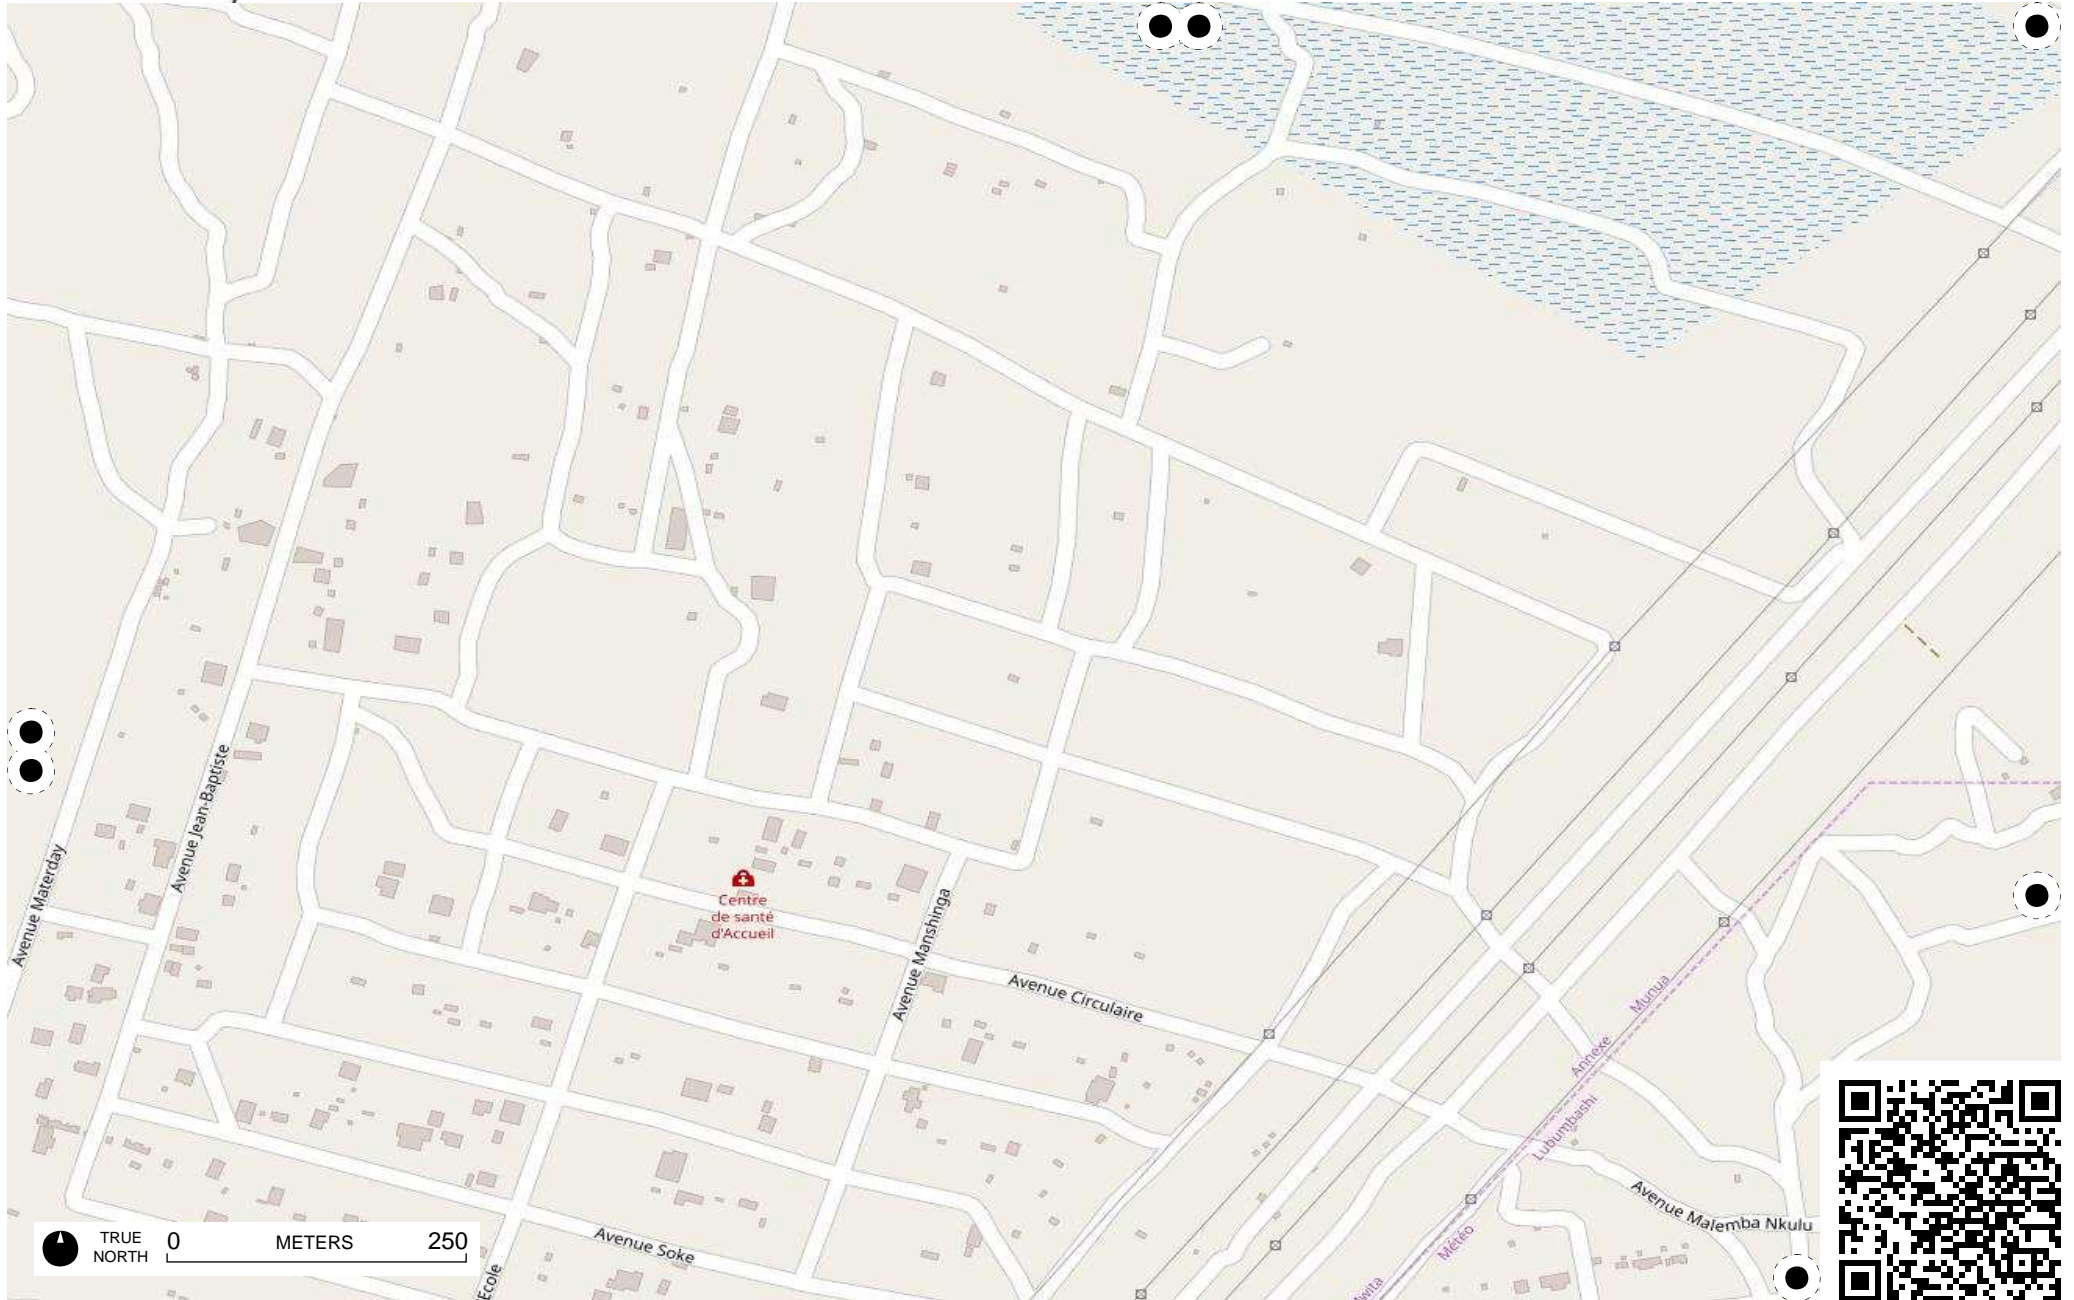 Avenue Jean-Baptiste
Avenue Materday
Centre
de santé
d'Accueil
Avenue Manshinga
Avenue Circulaire
Munua
Annexe
Lubumbashi
Avenue Malemba Nkulu
Météo
Avenue Soke
Ecole
TRUE
NORTH
0 METERS 250